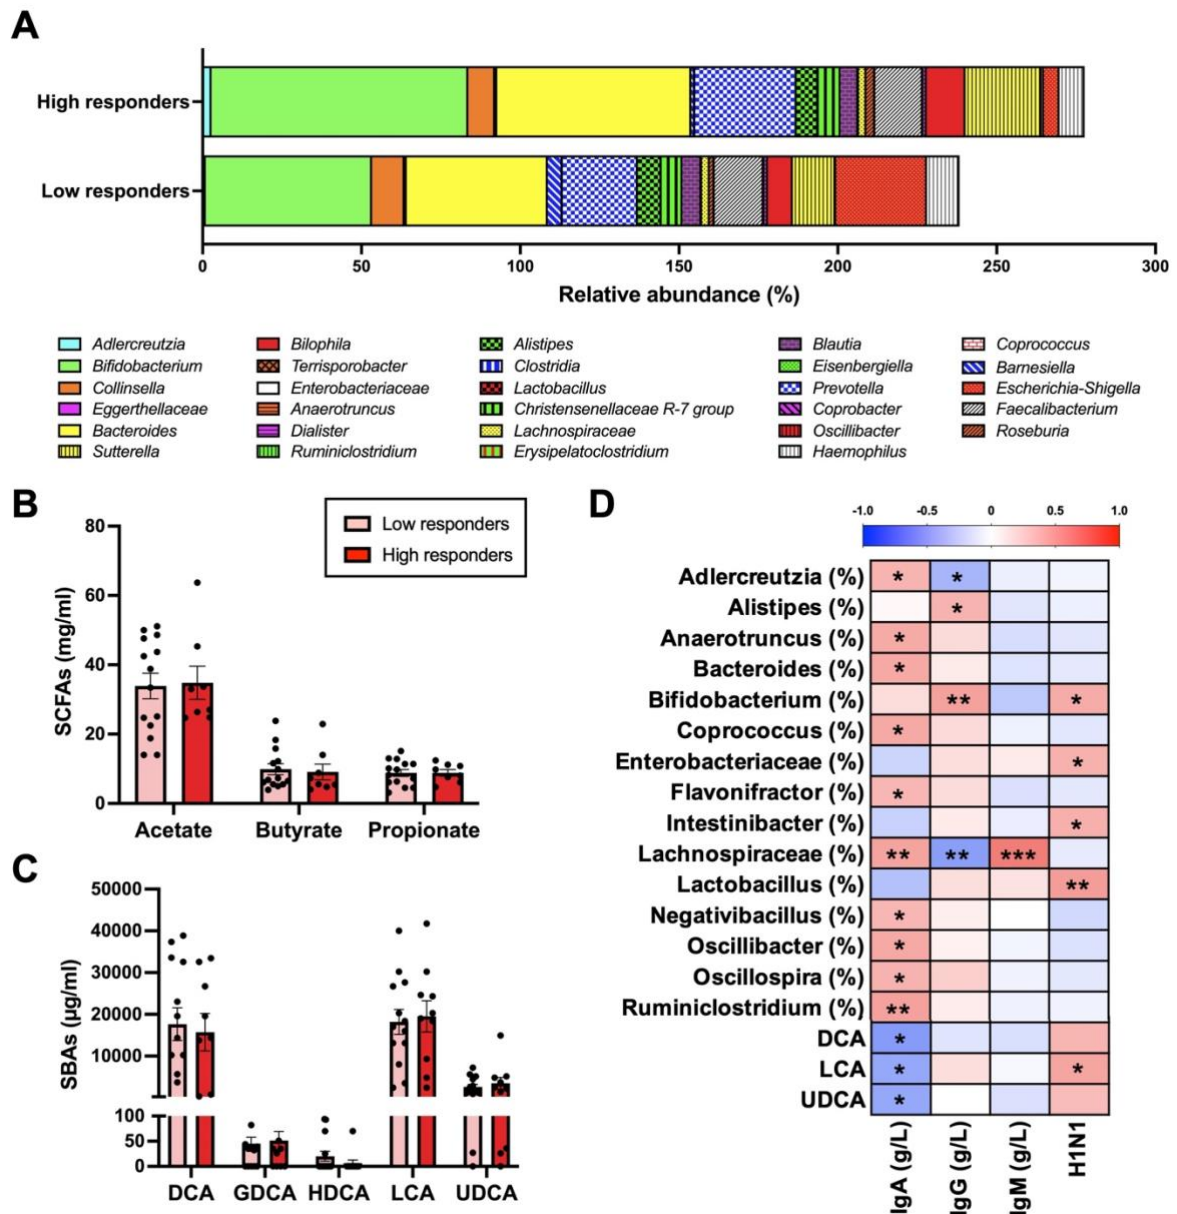 A
High responders
Low responders
0 50 100 150 200 250 300
Relative abundance (%)
Adlercreutzia Bilophila Alistipes Blautia Coprococcus
Bifidobacterium Terrisporobacter Clostridia Eisenbergiella Barnesiella
Collinsella Enterobacteriaceae Lactobacillus Prevotella Escherichia-Shigella
Eggerthellaceae Anaerotruncus Christensenellaceae R-7 group Coprobacter Faecalibacterium
Bacteroides Dialister Lachnospiraceae Oscillibacter Roseburia
Sutterella Ruminiclostridium Erysipelatoclostridium Haemophilus
B
Low responders
High responders
SCFAs (mg/ml)
80
60
40
20
0
Acetate Butyrate Propionate
C
SBAs (µg/ml)
50000
40000
30000
20000
10000
100
50
0
DCA GDCA HDCA LCA UDCA
D
-1.0 -0.5 0 0.5 1.0
Adlercreutzia (%) * *
Alistipes (%) *
Anaerotruncus (%) *
Bacteroides (%) *
Bifidobacterium (%) ** *
Coprococcus (%) *
Enterobacteriaceae (%) *
Flavonifractor (%) *
Intestinibacter (%) *
Lachnospiraceae (%) ** ** ***
Lactobacillus (%) **
Negativibacillus (%) *
Oscillibacter (%) *
Oscillospira (%) *
Ruminiclostridium (%) **
DCA *
LCA * *
UDCA *
IgA (g/L) IgG (g/L) IgM (g/L) H1N1